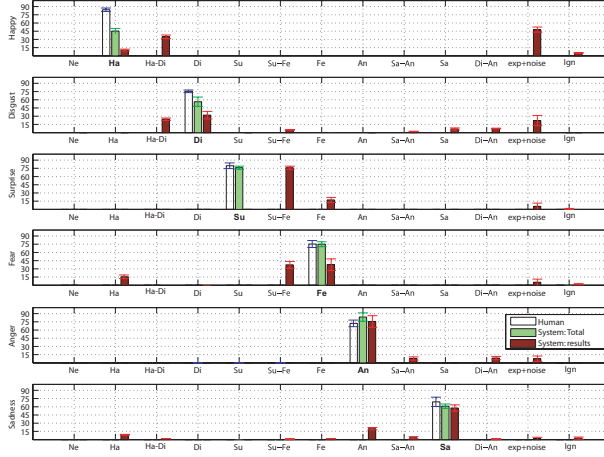 Happy
90
75
60
45
30
15
Ne Ha Ha-Di Di Su Su−Fe Fe An Sa−An Sa Di−An exp+noise Ign
Disgust
90
75
60
45
30
15
Ne Ha Ha-Di Di Su Su−Fe Fe An Sa−An Sa Di−An exp+noise Ign
Surprise
90
75
60
45
30
15
Ne Ha Ha-Di Di Su Su−Fe Fe An Sa−An Sa Di−An exp+noise Ign
Fear
90
75
60
45
30
15
Ne Ha Ha-Di Di Su Su−Fe Fe An Sa−An Sa Di−An exp+noise Ign
Anger
90
75
60
45
30
15
Human
System:Total
System:results
Ne Ha Ha-Di Di Su Su−Fe Fe An Sa−An Sa Di−An exp+noise Ign
Sadness
90
75
60
45
30
15
Ne Ha Ha-Di Di Su Su−Fe Fe An Sa−An Sa Di−An exp+noise Ign